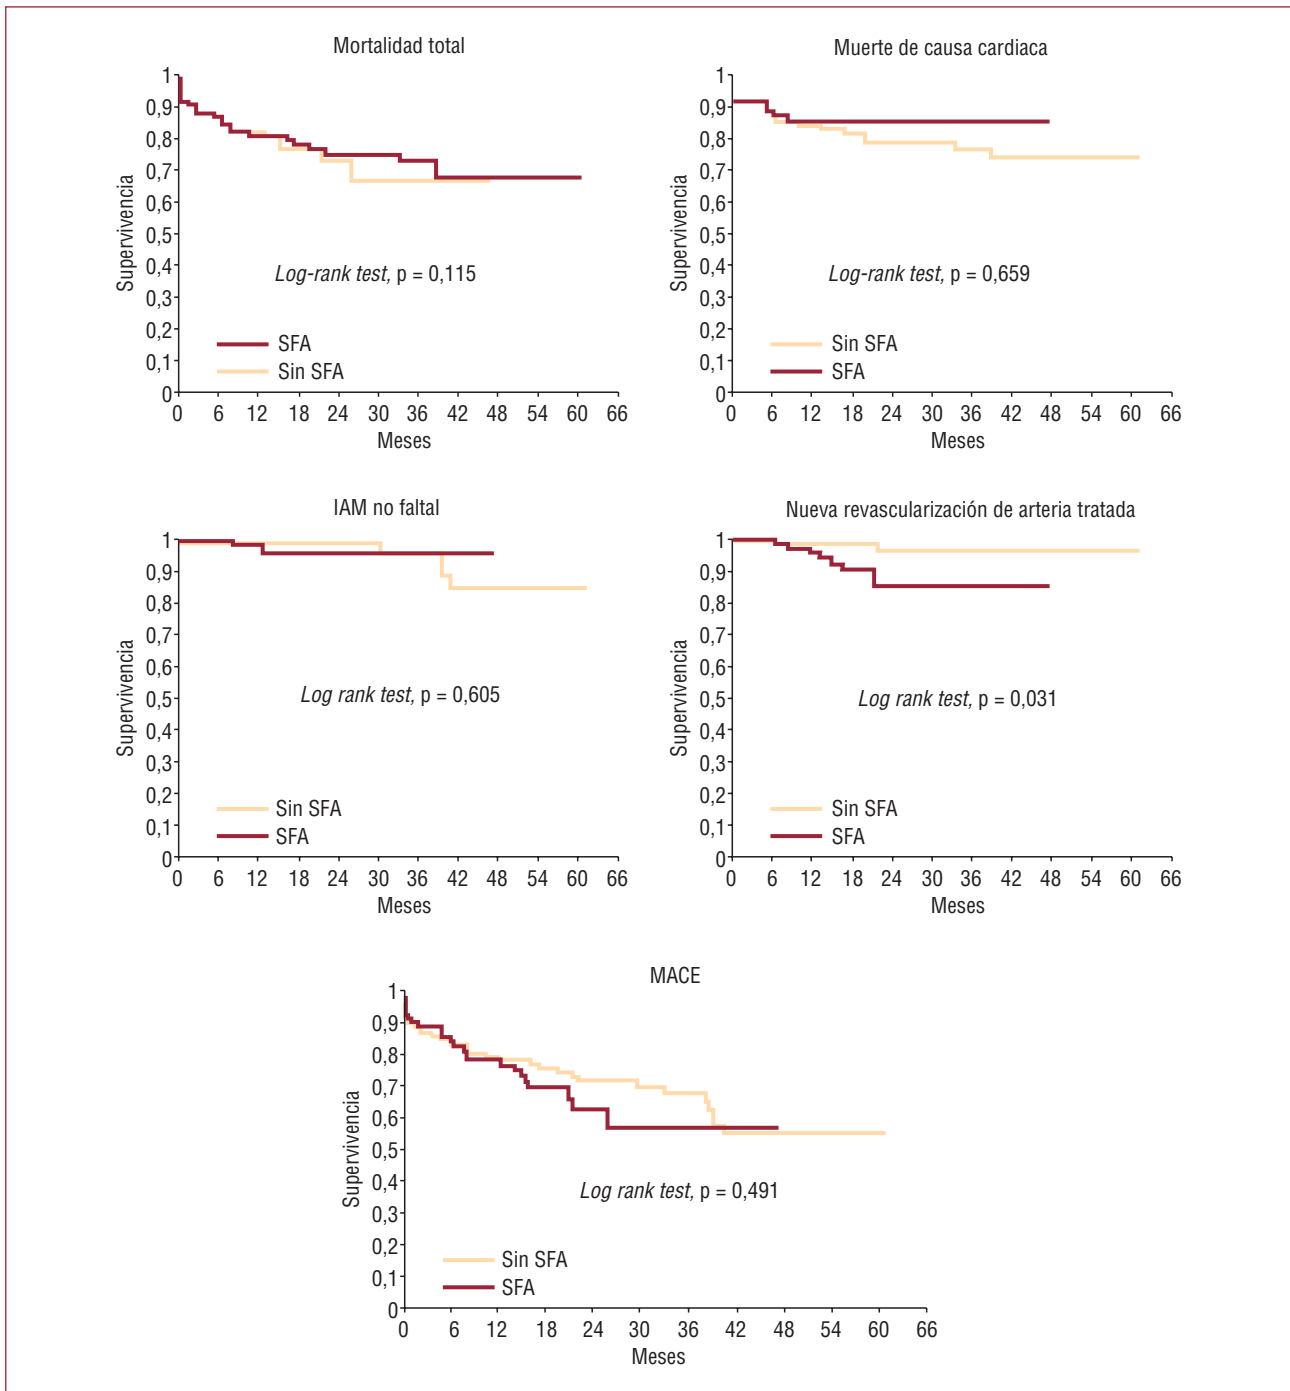 Mortalidad total
1
0,9
0,8
0,7
0,6
0,5
0,4
0,3
0,2
0,1
0
Supervivencia
Log-rank test, p = 0,115
SFA
Sin SFA
0 6 12 18 24 30 36 42 48 54 60 66
Meses
Muerte de causa cardiaca
1
0,9
0,8
0,7
0,6
0,5
0,4
0,3
0,2
0,1
0
Supervivencia
Log-rank test, p = 0,659
Sin SFA
SFA
0 6 12 18 24 30 36 42 48 54 60 66
Meses
IAM no faltal
1
0,9
0,8
0,7
0,6
0,5
0,4
0,3
0,2
0,1
0
Supervivencia
Log rank test, p = 0,605
Sin SFA
SFA
0 6 12 18 24 30 36 42 48 54 60 66
Meses
Nueva revascularización de arteria tratada
1
0,9
0,8
0,7
0,6
0,5
0,4
0,3
0,2
0,1
0
Supervivencia
Log rank test, p = 0,031
Sin SFA
SFA
0 6 12 18 24 30 36 42 48 54 60 66
Meses
MACE
1
0,9
0,8
0,7
0,6
0,5
0,4
0,3
0,2
0,1
0
Supervivencia
Log rank test, p = 0,491
Sin SFA
SFA
0 6 12 18 24 30 36 42 48 54 60 66
Meses